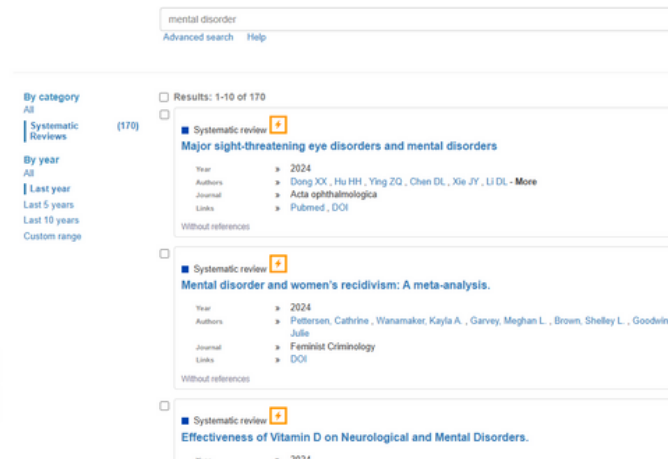 mental disorder
Advanced search Help
By category
All
Systematic Reviews (170)
By year
All
Last year
Last 5 years
Last 10 years
Custom range
Results: 1-10 of 170
Systematic review
Major sight-threatening eye disorders and mental disorders
Year » 2024
Authors » Dong XX , Hu HH , Ying ZQ , Chen DL , Xie JY , Li DL - More
Journal » Acta ophthalmologica
Links » Pubmed , DOI
Without references
Systematic review
Mental disorder and women's recidivism: A meta-analysis.
Year » 2024
Authors » Pettersen, Cathrine , Wanamaker, Kayla A. , Garvey, Meghan L. , Brown, Shelley L. , Goodwin
Julie
Journal » Feminist Criminology
Links » DOI
Without references
Systematic review
Effectiveness of Vitamin D on Neurological and Mental Disorders.
2024